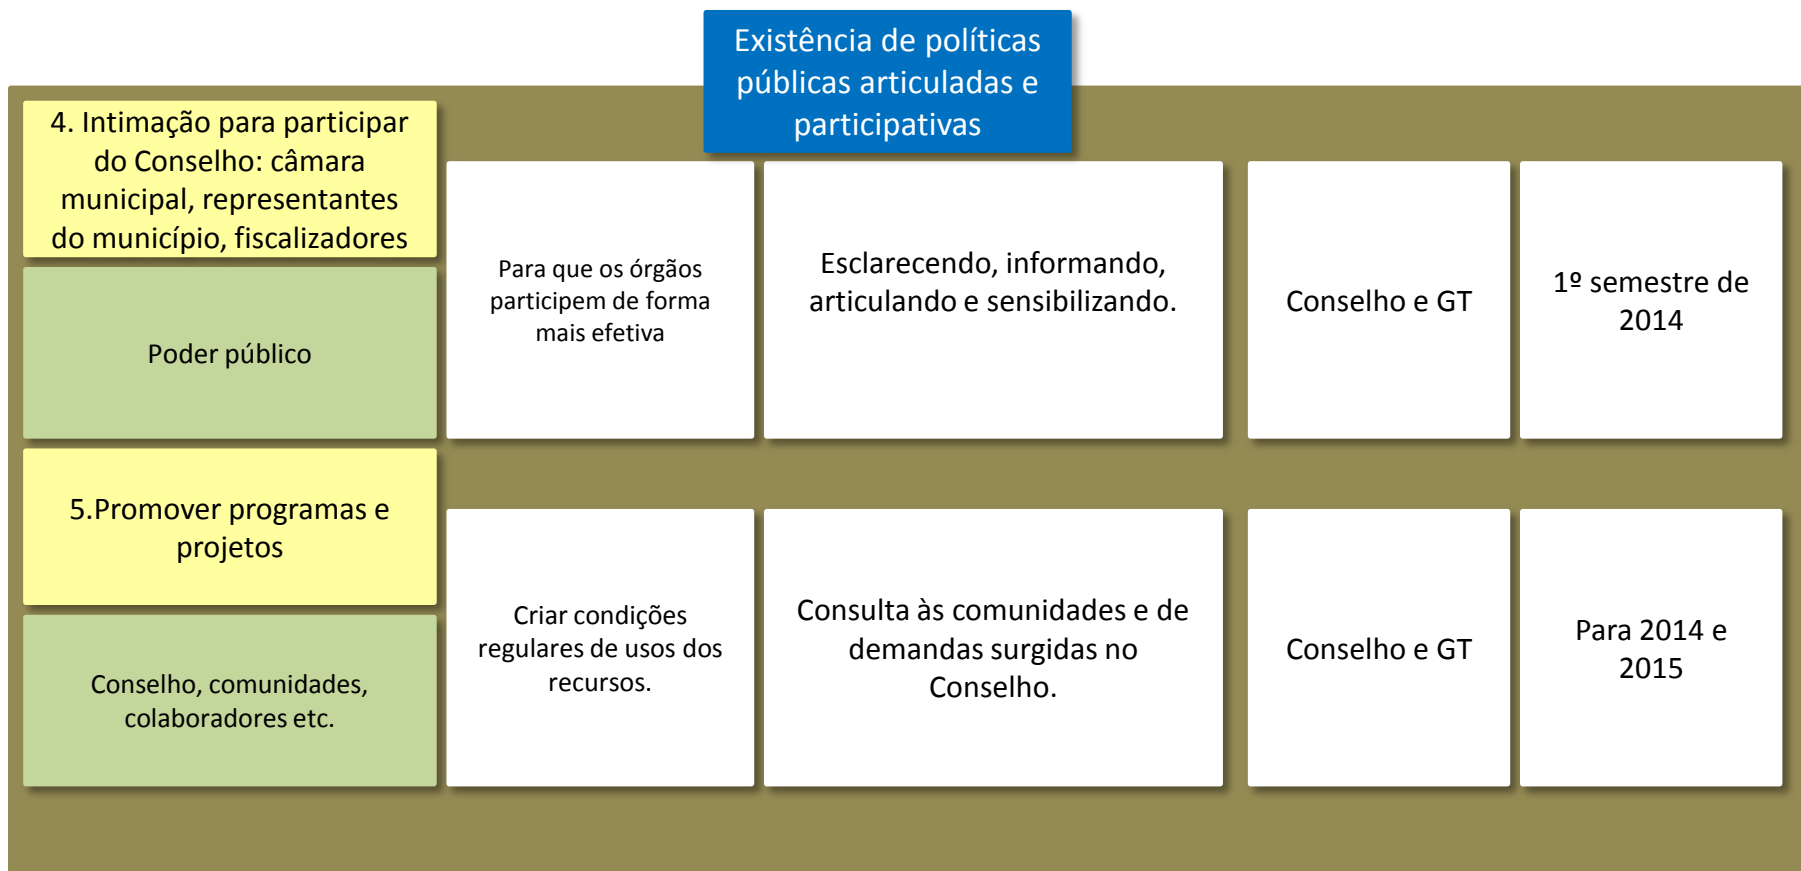 Existência de políticas
públicas articuladas e
participativas
4. Intimação para participar
do Conselho: câmara
municipal, representantes
do município, fiscalizadores
Poder público
Para que os órgãos
participem de forma
mais efetiva
Esclarecendo, informando,
articulando e sensibilizando.
Conselho e GT
1º semestre de
2014
5.Promover programas e
projetos
Conselho, comunidades,
colaboradores etc.
Criar condições
regulares de usos dos
recursos.
Consulta às comunidades e de
demandas surgidas no
Conselho.
Conselho e GT
Para 2014 e
2015